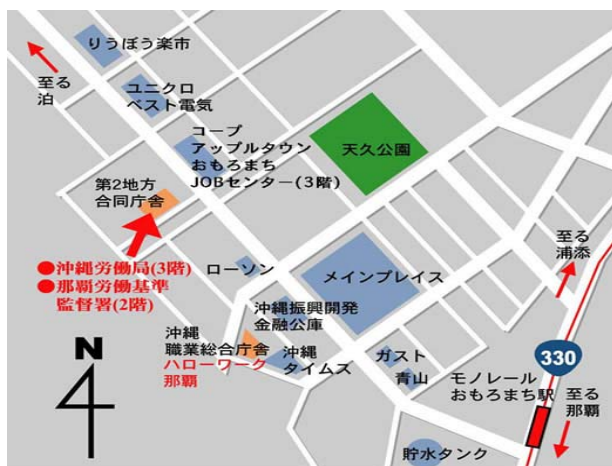 りうぼう楽市
至る
泊
ユニクロ
ベスト電気
コープ
アップルタウン
おもろまち
JOBセンター(3階)
天久公園
第2地方
合同庁舎
●沖縄労働局(3階)
●那覇労働基準
監督署(2階)
ローソン
メインプレイス
至る
浦添
沖縄振興開発
金融公庫
沖縄
職業総合庁舎
ハローワーク
那覇
沖縄
タイムズ
ガスト
青山
330
モノレール
おもろまち駅
至る
那覇
貯水タンク
N